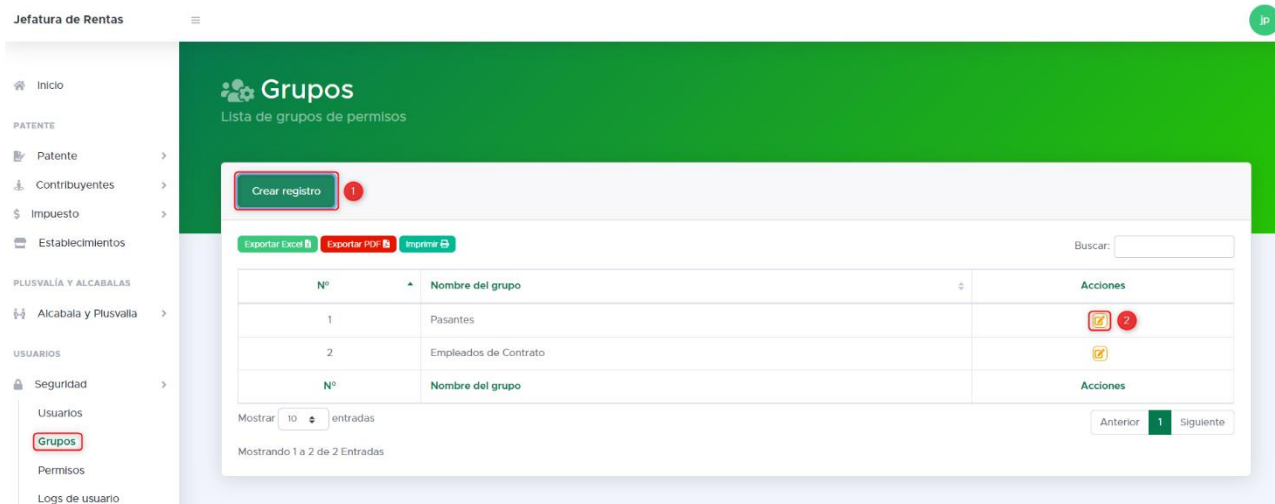 Jefatura de Rentas
jp
Inicio
PATENTE
Patente
Contribuyentes
$ Impuesto
Establecimientos
PLUSVALÍA Y ALCABALAS
Alcabala y Plusvalía
USUARIOS
Seguridad
Usuarios
Grupos
Permisos
Logs de usuario
Grupos
Lista de grupos de permisos
Crear registro 1
Exportar Excel Exportar PDF Imprimir Buscar:
Nº Nombre del grupo Acciones
1 Pasantes 2
2 Empleados de Contrato
Nº Nombre del grupo Acciones
Mostrar 10 entradas Anterior 1 Siguiente
Mostrando 1 a 2 de 2 Entradas